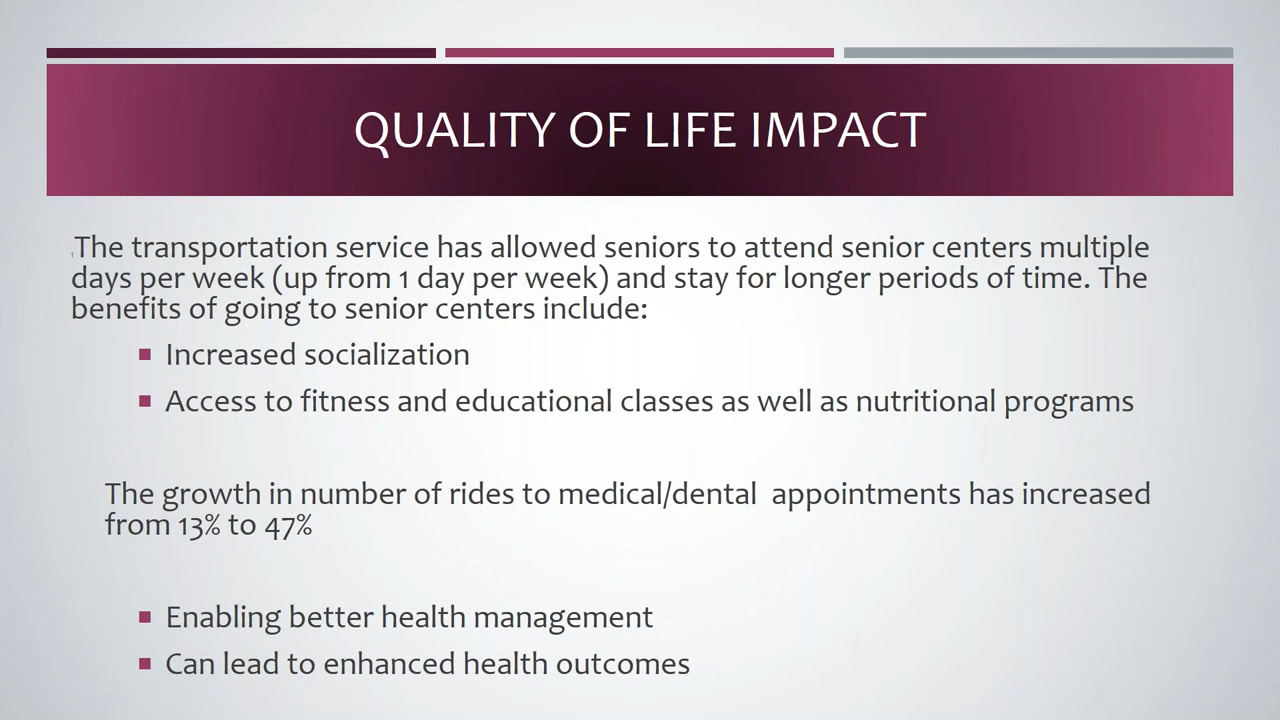 QUALITY OF LIFE IMPACT
The transportation service has allowed seniors to attend senior centers multiple
days per week (up from 1 day per week) and stay for longer periods of time. The
benefits of going to senior centers include:
Increased socialization
Access to fitness and educational classes as well as nutritional programs
The growth in number of rides to medical/dental  appointments has increased
from 13% to 47%
Enabling better health management
Can lead to enhanced health outcomes